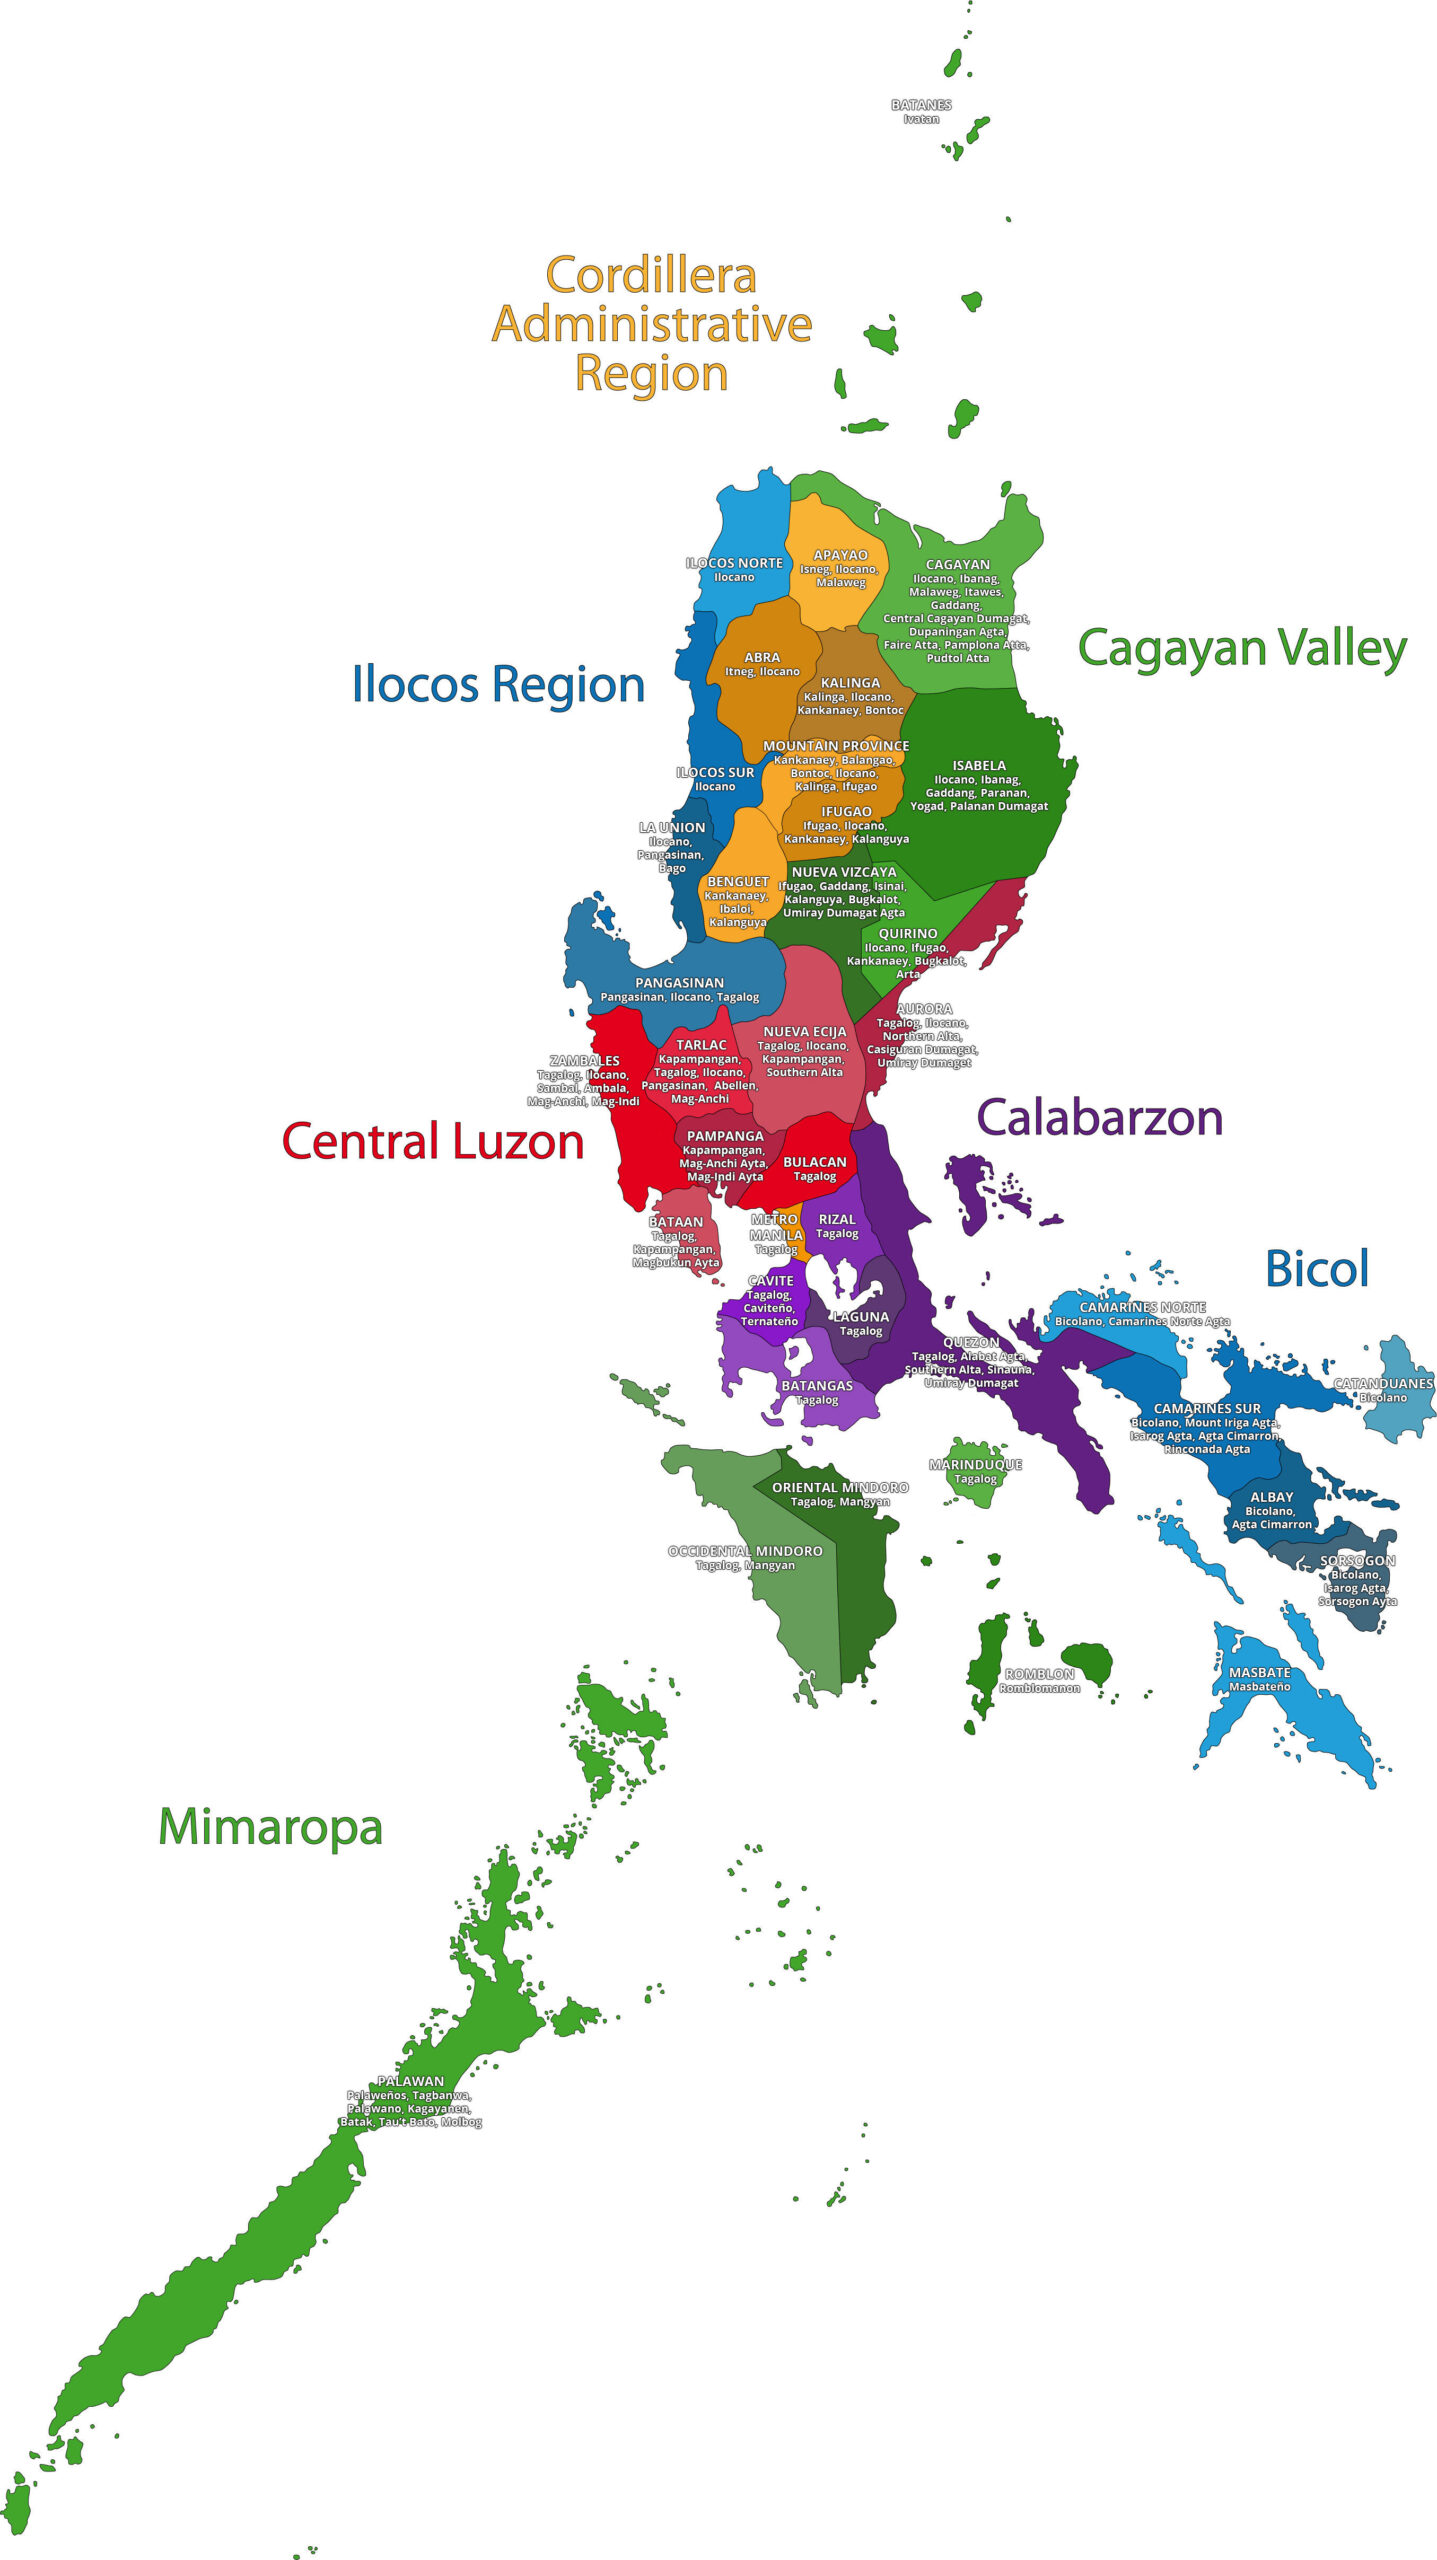 BATANES
Ivatan
Cordillera
Administrative
Region
ILOCOS NORTE
Ilocano
APAYAO
Isneg, Ilocano,
Malaweg
CAGAYAN
Ilocano, Ibanag,
Malaweg, Itawes,
Gaddang,
Central Cagayan Dumagat,
Dupaningan Agta,
Faire Atta, Pamplona Atta,
Pudtol Atta
Cagayan Valley
Ilocos Region
ABRA
Itneg, Ilocano
KALINGA
Kalinga, Ilocano,
Kankanaey, Bontoc
MOUNTAIN PROVINCE
Kankanaey, Balangao,
Bontoc, Ilocano,
Kalinga, Ifugao
ILOCOS SUR
Ilocano
ISABELA
Ilocano, Ibanag,
Gaddang, Paranan,
Yogad, Palanan Dumagat
IFUGAO
Ifugao, Ilocano,
Kankanaey, Kalanguya
LA UNION
Ilocano,
Pangasinan,
Bago
BENGUET
Kankanaey,
Ibaloi,
Kalanguya
NUEVA VIZCAYA
Ifugao, Gaddang, Isinai,
Kalanguya, Bugkalot,
Umiray Dumagat Agta
QUIRINO
Ilocano, Ifugao,
Kankanaey, Bugkalot,
Arta
PANGASINAN
Pangasinan, Ilocano, Tagalog
AURORA
Tagalog, Ilocano,
Northern Alta,
Casiguran Dumagat,
Umiray Dumaget
NUEVA ECIJA
Tagalog, Ilocano,
Kapampangan,
Southern Alta
TARLAC
Kapampangan,
Tagalog, Ilocano,
Pangasinan, Abellen,
Mag-Anchi
ZAMBALES
Tagalog, Ilocano,
Sambal, Ambala,
Mag-Anchi, Mag-Indi
Central Luzon
Calabarzon
PAMPANGA
Kapampangan,
Mag-Anchi Ayta,
Mag-Indi Ayta
BULACAN
Tagalog
BATAAN
Tagalog,
Kapampangan,
Magbukun Ayta
METRO
MANILA
Tagalog
RIZAL
Tagalog
CAVITE
Tagalog,
Caviteño,
Ternateño
LAGUNA
Tagalog
Bicol
CAMARINES NORTE
Bicolano, Camarines Norte Agta
QUEZON
Tagalog, Alabat Agta,
Southern Alta, Sinauna,
Umiray Dumagat
BATANGAS
Tagalog
CATANDUANES
Bicolano
CAMARINES SUR
Bicolano, Mount Iriga Agta,
Isarog Agta, Agta Cimarron,
Rinconada Agta
MARINDUQUE
Tagalog
ORIENTAL MINDORO
Tagalog, Mangyan
ALBAY
Bicolano,
Agta Cimarron
OCCIDENTAL MINDORO
Tagalog, Mangyan
SORSOGON
Bicolano,
Isarog Agta,
Sorsogon Ayta
ROMBLON
Romblomanon
MASBATE
Masbateño
Mimaropa
PALAWAN
Palaweños, Tagbanwa,
Palawano, Kagayanen,
Batak, Tau't Bato, Molbog